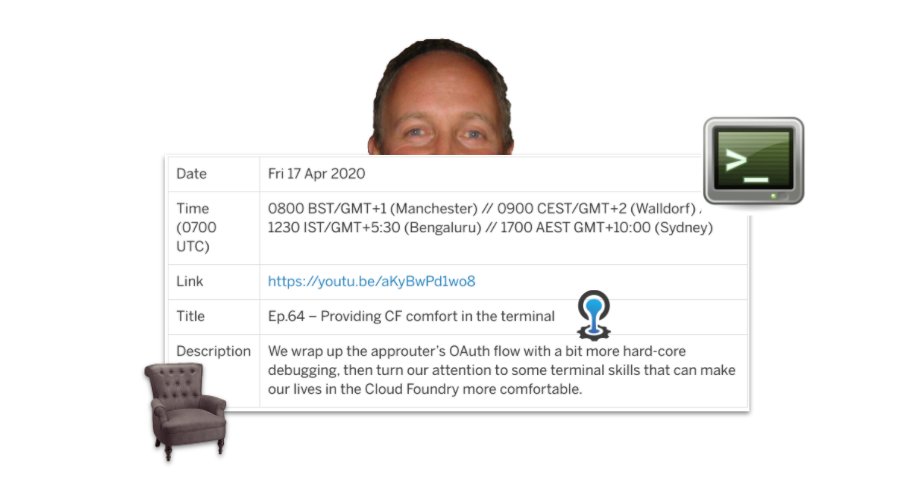 Date
Fri 17 Apr 2020
Time
(0700
UTC)
0800 BST/GMT+1 (Manchester) // 0900 CEST/GMT+2 (Walldorf) /
1230 IST/GMT+5:30 (Bengaluru) // 1700 AEST GMT+10:00 (Sydney)
Link
https://youtu.be/aKyBwPd1wo8
Title
Ep.64 – Providing CF comfort in the terminal
Description
We wrap up the approuter's OAuth flow with a bit more hard-core
debugging, then turn our attention to some terminal skills that can make
our lives in the Cloud Foundry more comfortable.
>_